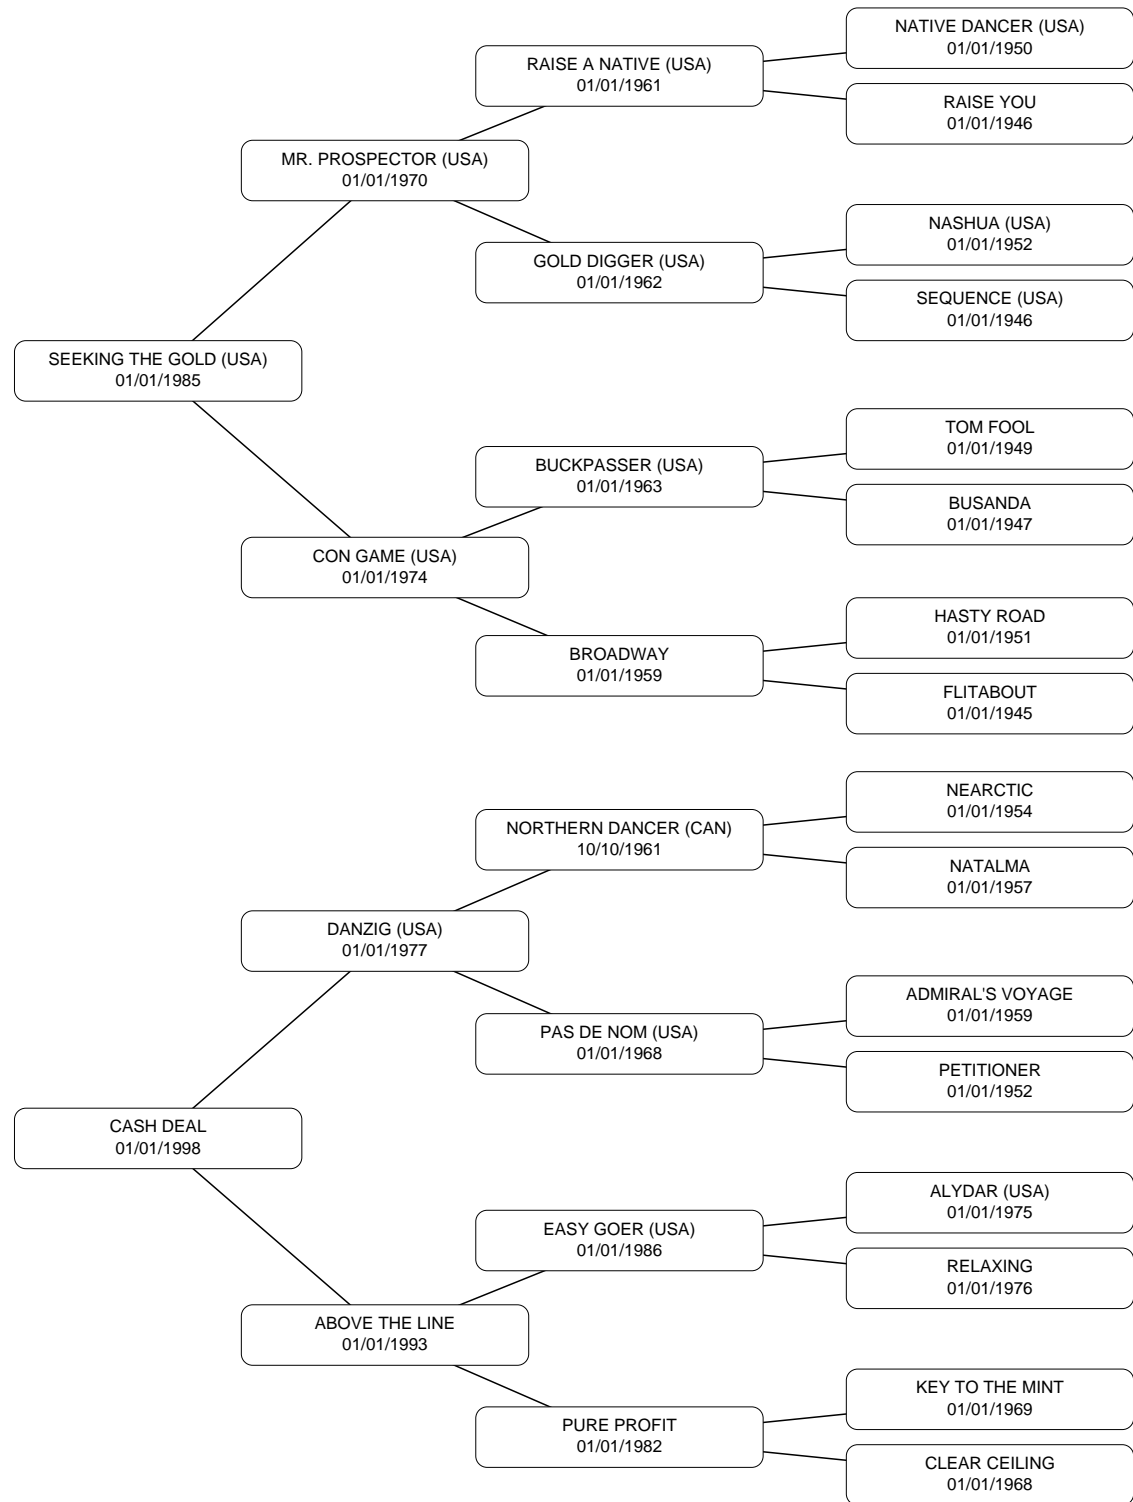 NATIVE DANCER (USA)
01/01/1950
RAISE A NATIVE (USA)
01/01/1961
RAISE YOU
01/01/1946
MR. PROSPECTOR (USA)
01/01/1970
NASHUA (USA)
01/01/1952
GOLD DIGGER (USA)
01/01/1962
SEQUENCE (USA)
01/01/1946
SEEKING THE GOLD (USA)
01/01/1985
TOM FOOL
01/01/1949
BUCKPASSER (USA)
01/01/1963
BUSANDA
01/01/1947
CON GAME (USA)
01/01/1974
HASTY ROAD
01/01/1951
BROADWAY
01/01/1959
FLITABOUT
01/01/1945
NEARCTIC
01/01/1954
NORTHERN DANCER (CAN)
10/10/1961
NATALMA
01/01/1957
DANZIG (USA)
01/01/1977
ADMIRAL'S VOYAGE
01/01/1959
PAS DE NOM (USA)
01/01/1968
PETITIONER
01/01/1952
CASH DEAL
01/01/1998
ALYDAR (USA)
01/01/1975
EASY GOER (USA)
01/01/1986
RELAXING
01/01/1976
ABOVE THE LINE
01/01/1993
KEY TO THE MINT
01/01/1969
PURE PROFIT
01/01/1982
CLEAR CEILING
01/01/1968